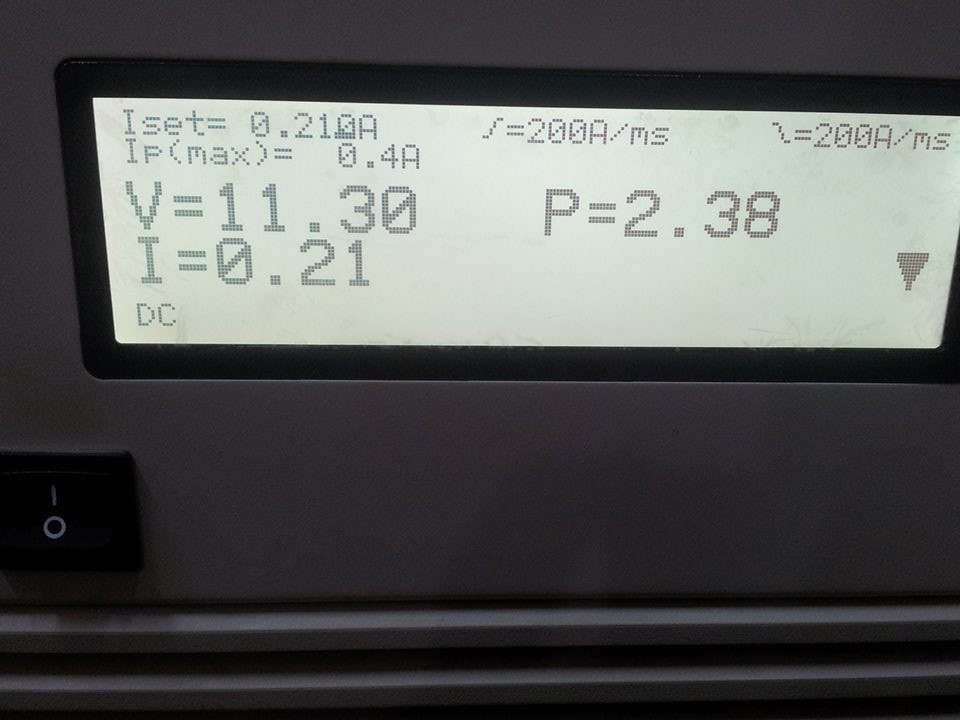 Iset= 0.210A ⎰=200A/ms ⎱=200A/ms
Ip(max)= 0.4A
V=11.30 P=2.38
I=0.21
DC
I
O